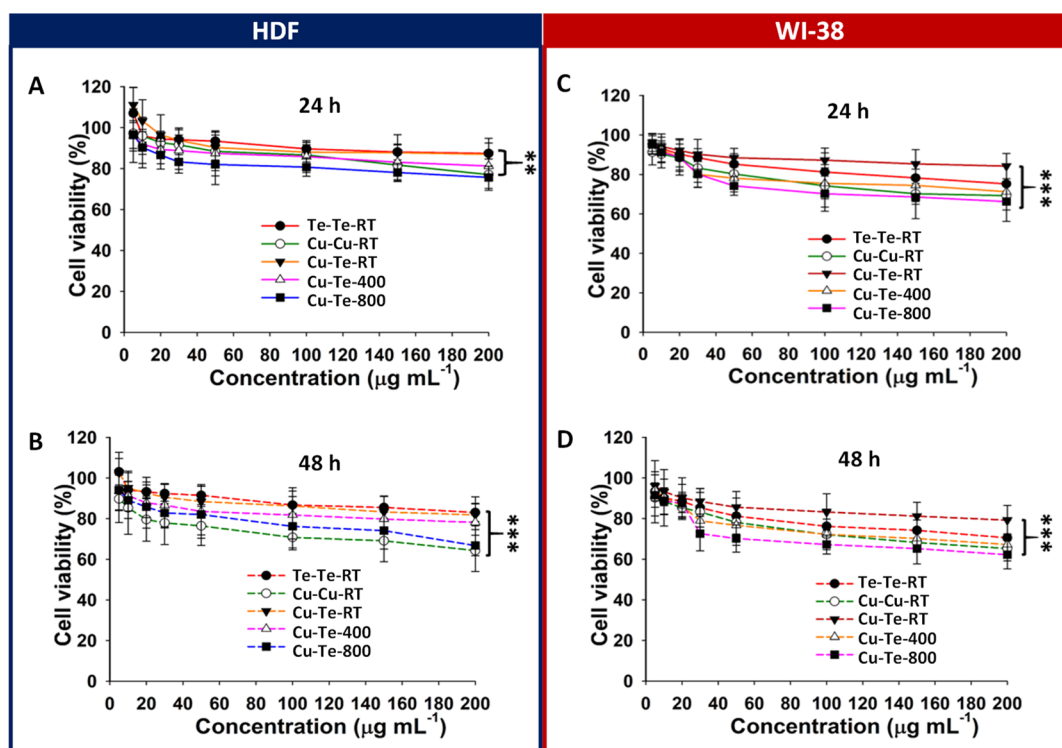 HDF
WI-38
A
24 h
120
100
80
60
40
20
0
Cell viability (%)
Te-Te-RT
Cu-Cu-RT
Cu-Te-RT
Cu-Te-400
Cu-Te-800
**
0 20 40 60 80 100 120 140 160 180 200
Concentration (µg mL⁻¹)
B
48 h
120
100
80
60
40
20
0
Cell viability (%)
Te-Te-RT
Cu-Cu-RT
Cu-Te-RT
Cu-Te-400
Cu-Te-800
***
0 20 40 60 80 100 120 140 160 180 200
Concentration (µg mL⁻¹)
C
24 h
120
100
80
60
40
20
0
Cell viability (%)
Te-Te-RT
Cu-Cu-RT
Cu-Te-RT
Cu-Te-400
Cu-Te-800
***
0 20 40 60 80 100 120 140 160 180 200
Concentration (µg mL⁻¹)
D
48 h
120
100
80
60
40
20
0
Cell viability (%)
Te-Te-RT
Cu-Cu-RT
Cu-Te-RT
Cu-Te-400
Cu-Te-800
***
0 20 40 60 80 100 120 140 160 180 200
Concentration (µg mL⁻¹)